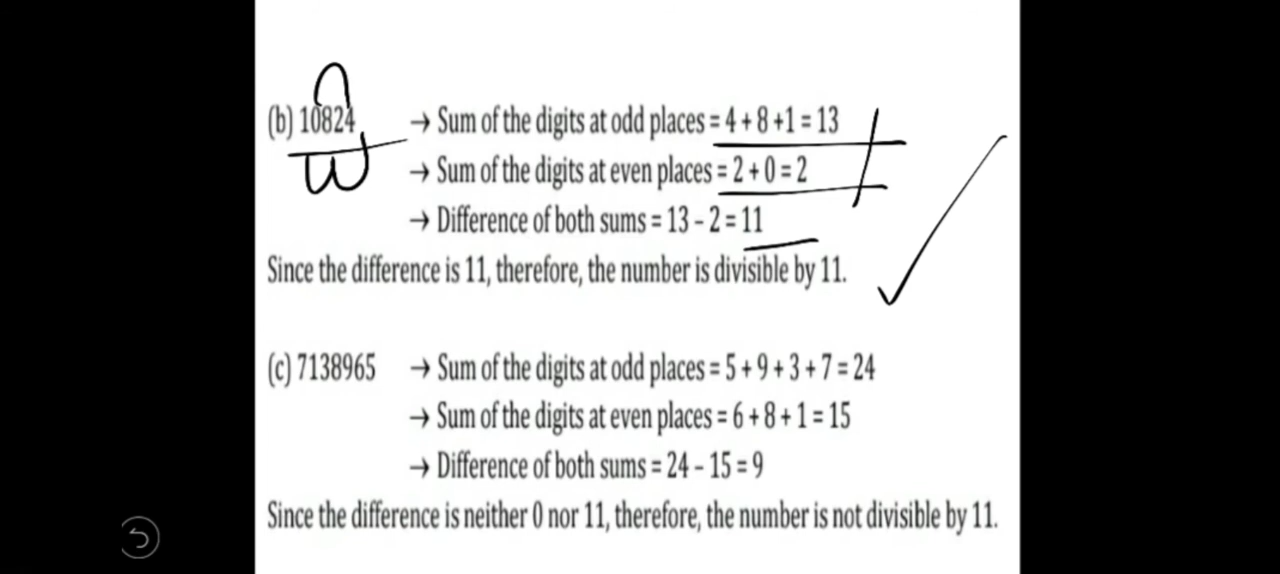 (b) 10824 → Sum of the digits at odd places = 4 + 8 +1 = 13
→ Sum of the digits at even places = 2 + 0 = 2
→ Difference of both sums = 13 - 2 = 11
Since the difference is 11, therefore, the number is divisible by 11.
(c) 7138965 → Sum of the digits at odd places = 5 + 9 + 3 + 7 = 24
→ Sum of the digits at even places = 6 + 8 + 1 = 15
→ Difference of both sums = 24 - 15 = 9
Since the difference is neither 0 nor 11, therefore, the number is not divisible by 11.